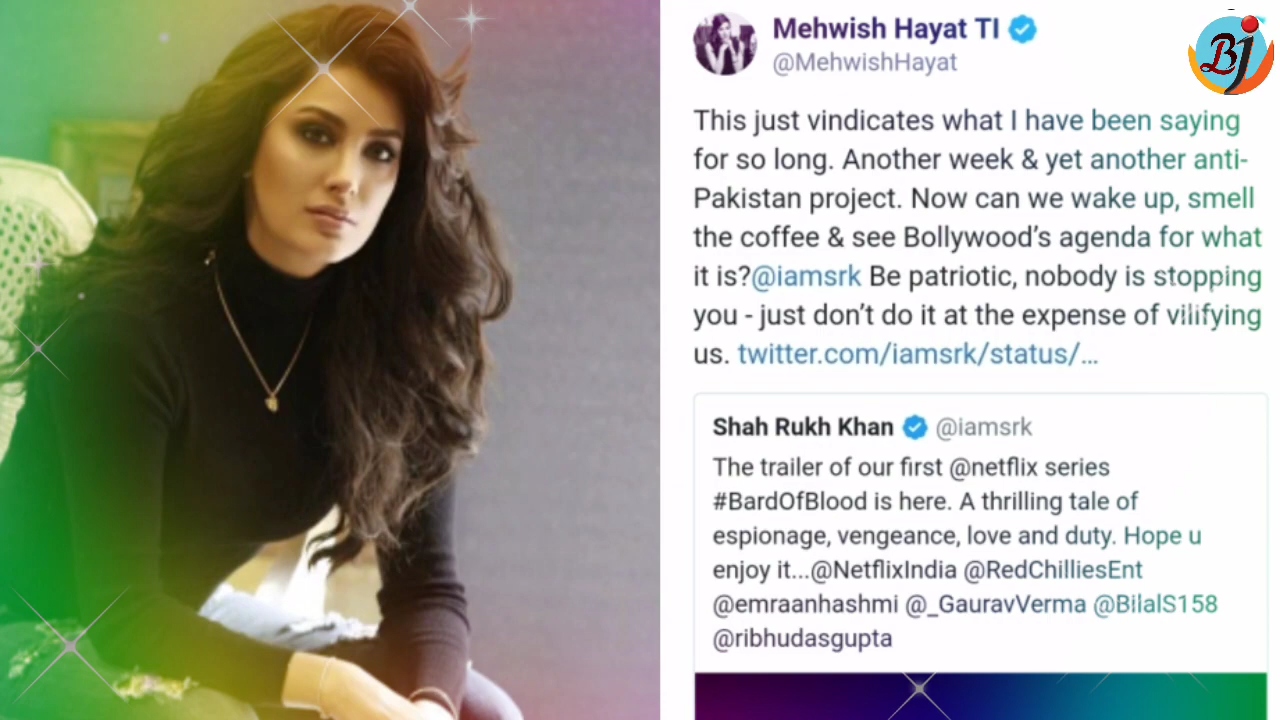 Mehwish Hayat TI
@MehwishHayat
BJ
This just vindicates what I have been saying
for so long. Another week & yet another anti-
Pakistan project. Now can we wake up, smell
the coffee & see Bollywood's agenda for what
it is?@iamsrk Be patriotic, nobody is stopping
you - just don't do it at the expense of vilifying
us. twitter.com/iamsrk/status/...
Shah Rukh Khan @iamsrk
The trailer of our first @netflix series
#BardOfBlood is here. A thrilling tale of
espionage, vengeance, love and duty. Hope u
enjoy it...@NetflixIndia @RedChilliesEnt
@emraanhashmi @_GauravVerma @BilalS158
@ribhudasgupta